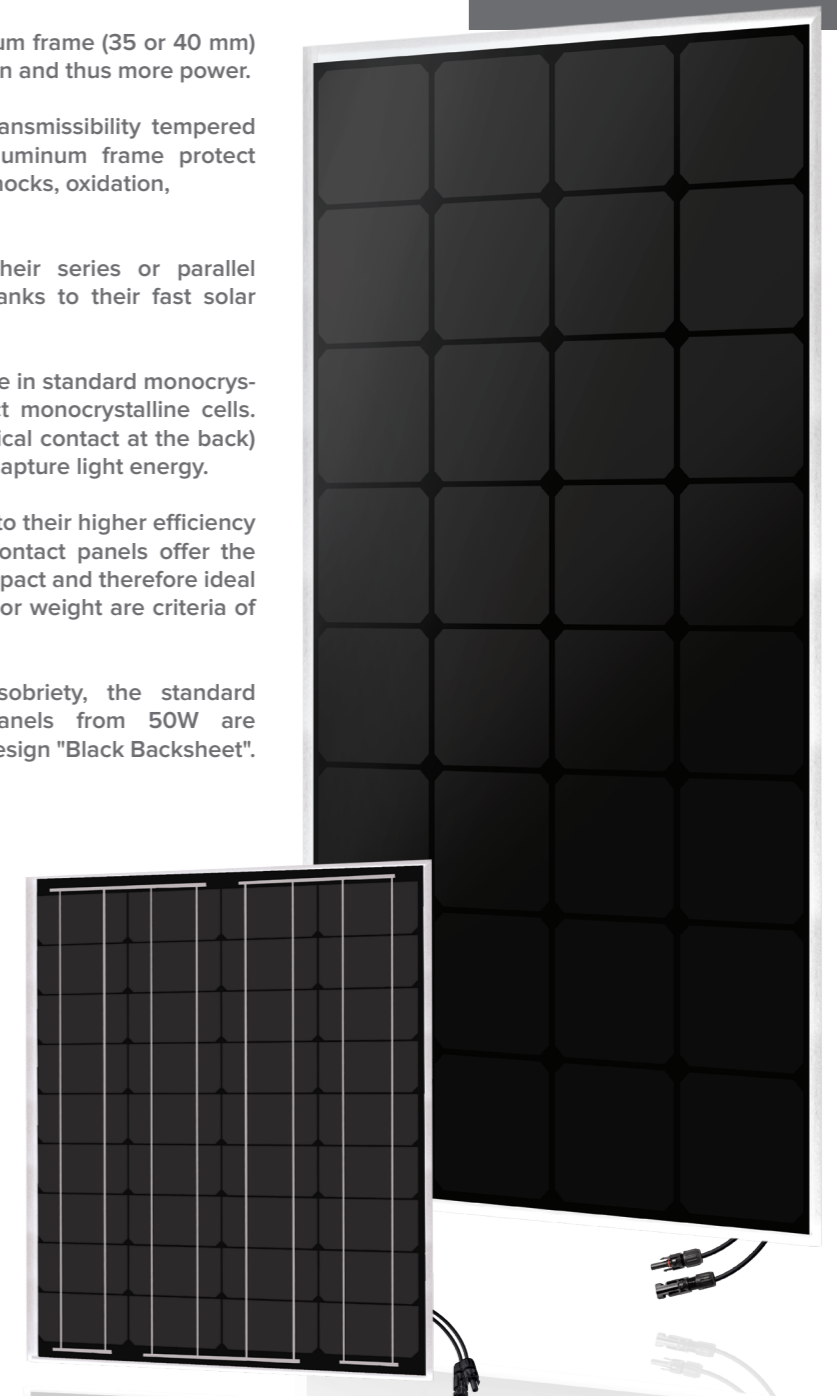 um frame (35 or 40 mm)
n and thus more power.
ansmissibility tempered
uminum frame protect
hocks, oxidation,
heir series or parallel
anks to their fast solar
e in standard monocrys-
ct monocrystalline cells.
ical contact at the back)
apture light energy.
to their higher efficiency
ontact panels offer the
pact and therefore ideal
or weight are criteria of
sobriety, the standard
anels from 50W are
esign "Black Backsheet".